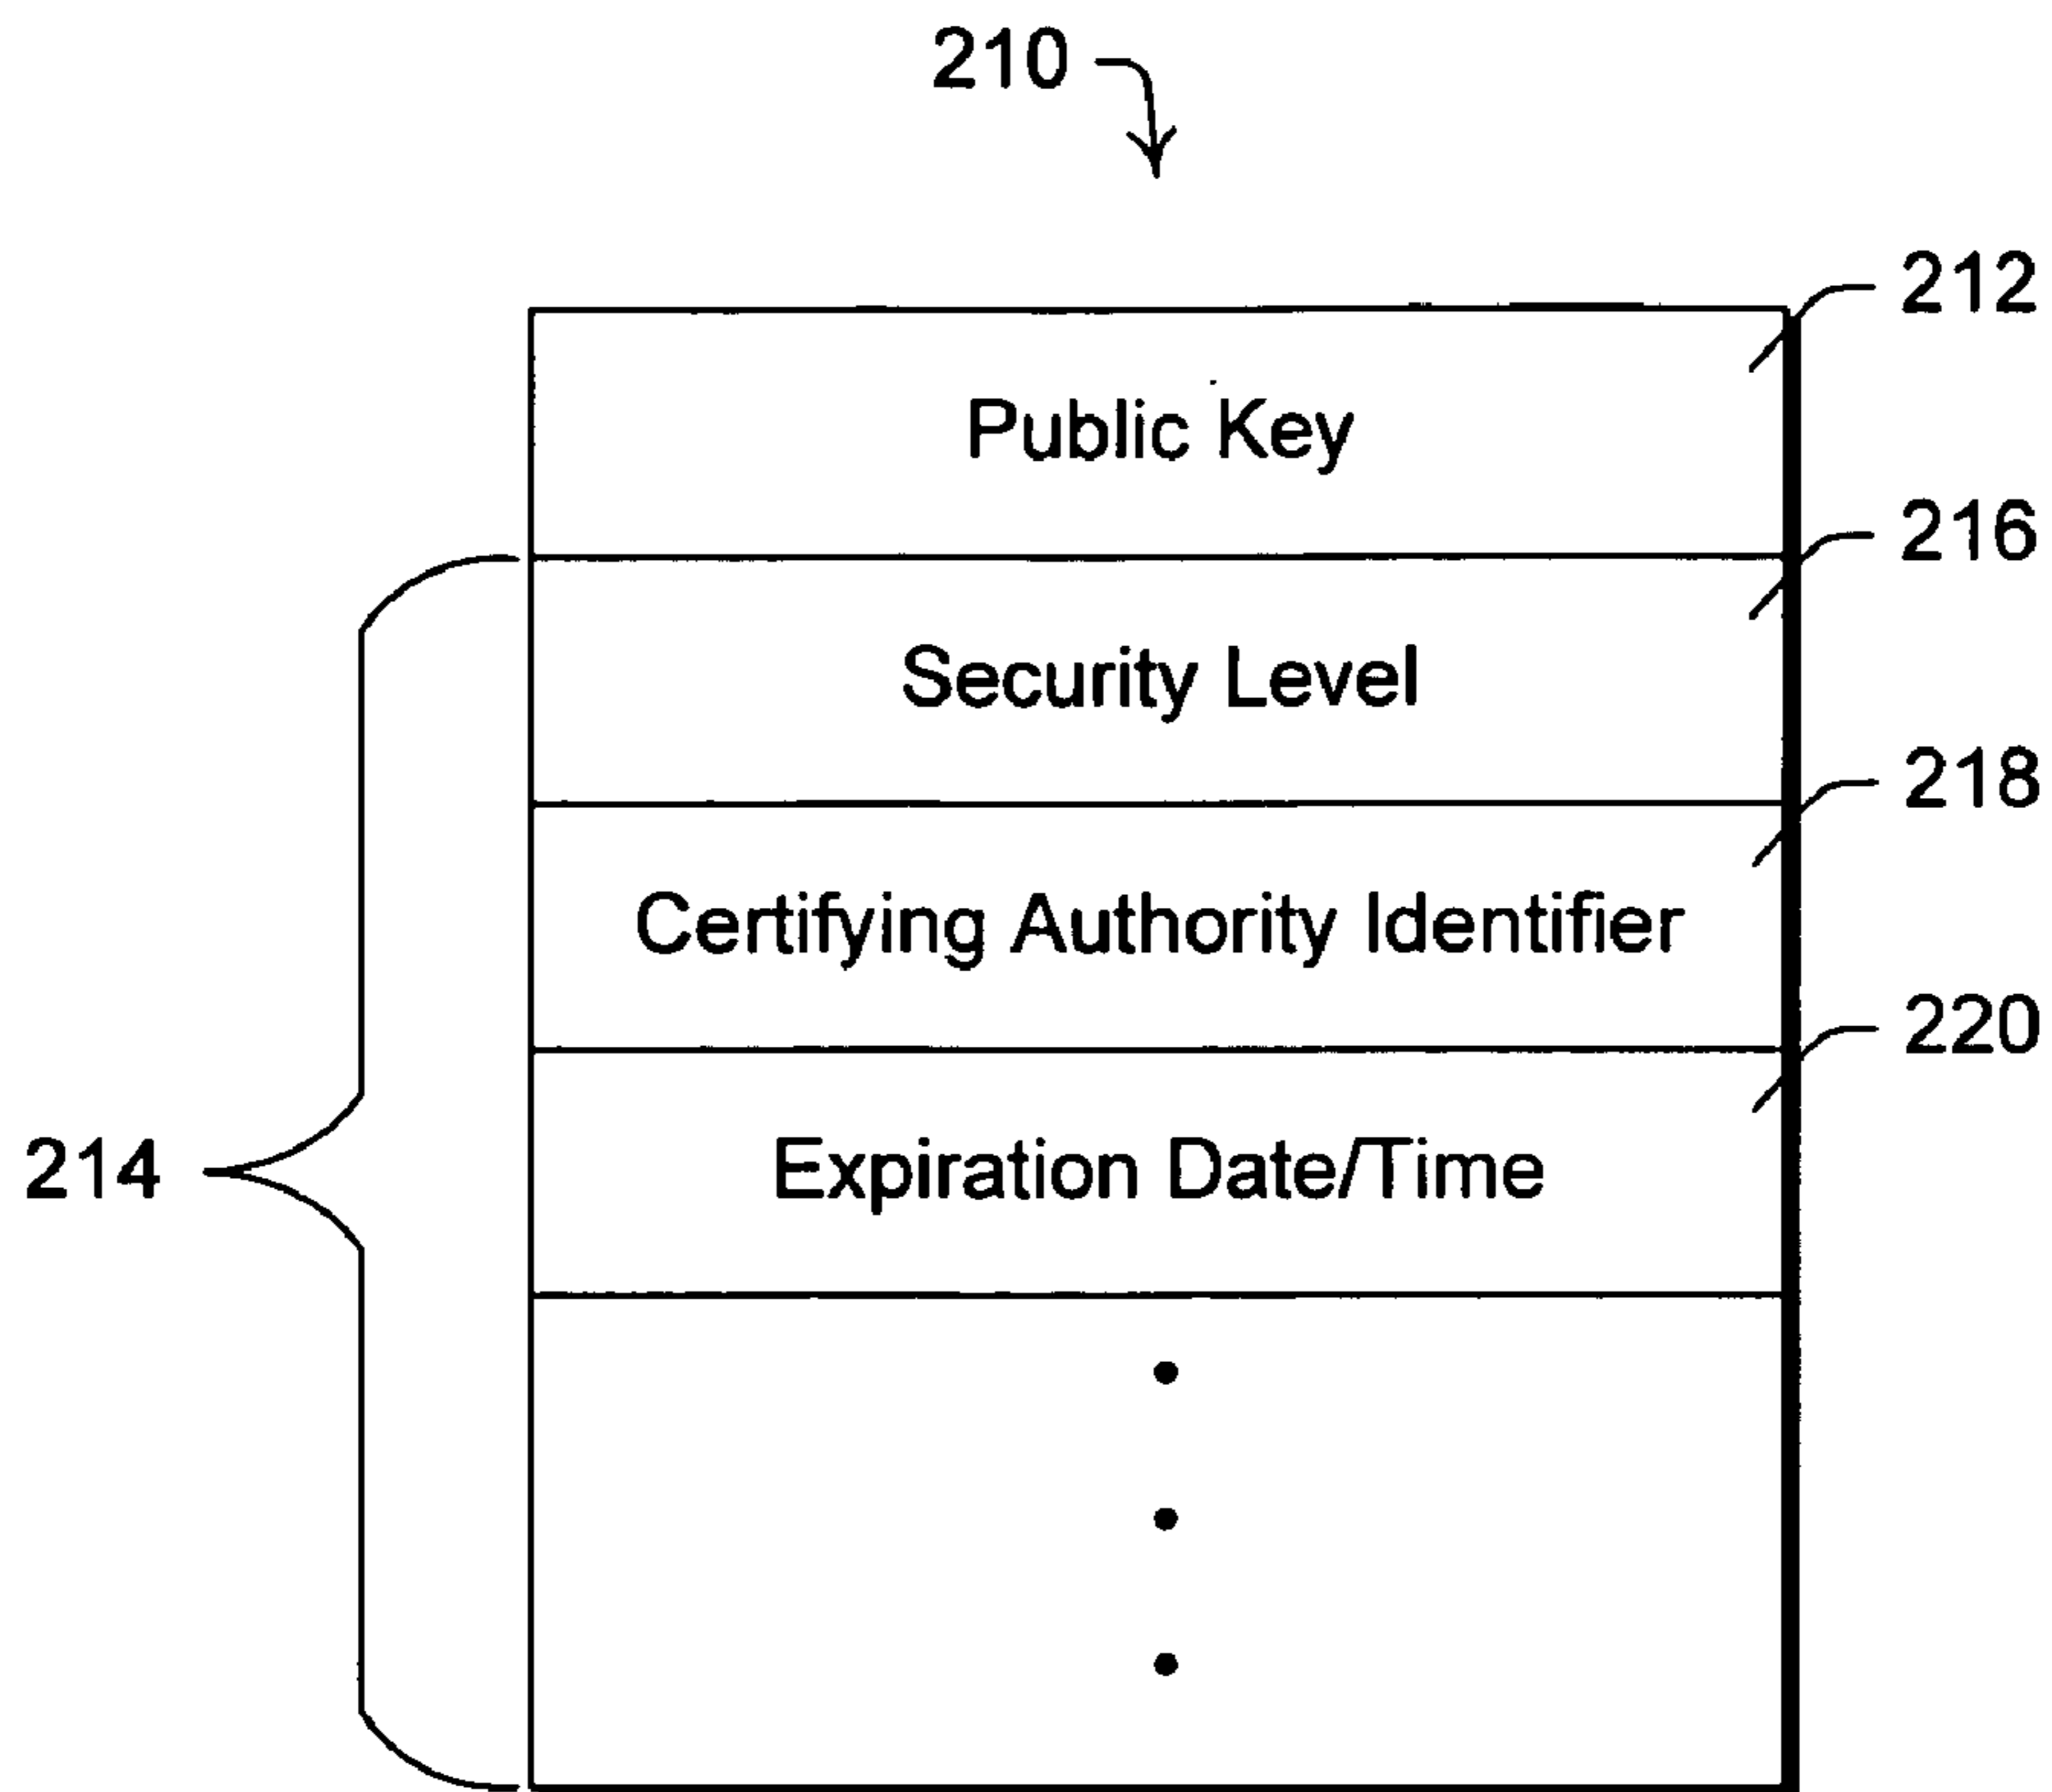 210
212
Public Key
216
Security Level
218
Certifying Authority Identifier
220
214
Expiration Date/Time